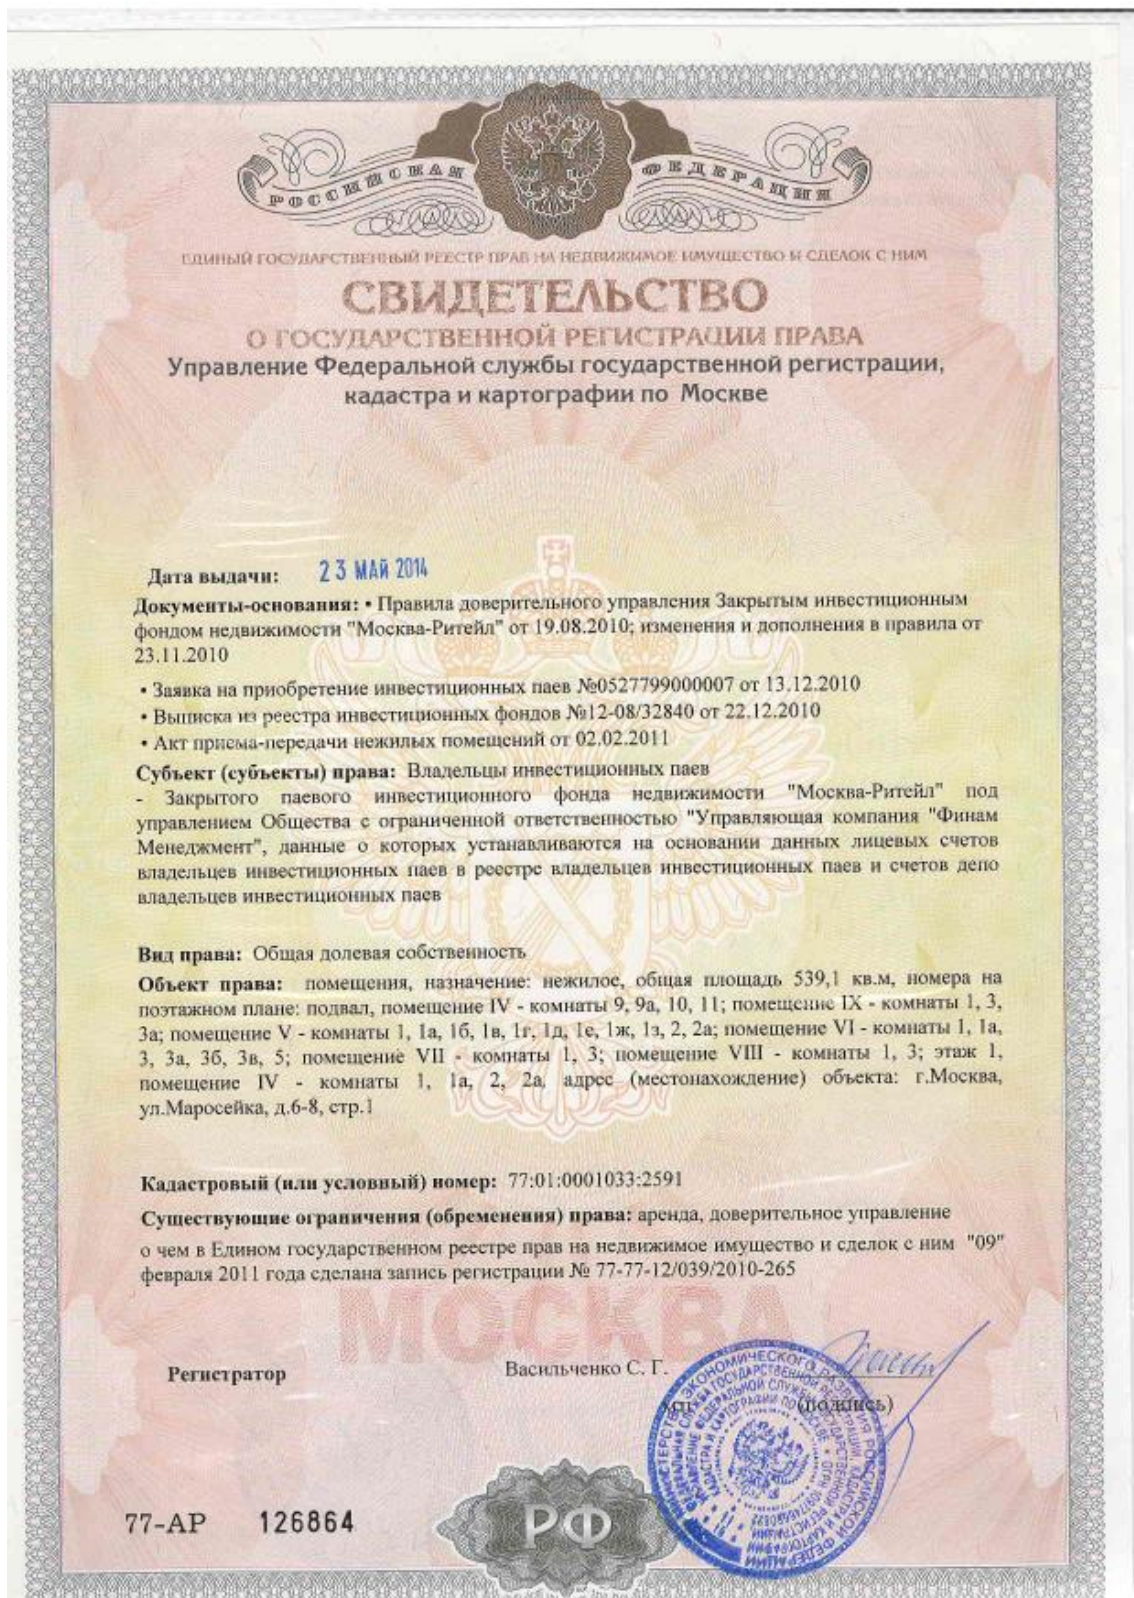 РОССИЙСКАЯ ФЕДЕРАЦИЯ
ЕДИНЫЙ ГОСУДАРСТВЕННЫЙ РЕЕСТР ПРАВ НА НЕДВИЖИМОЕ ИМУЩЕСТВО И СДЕЛОК С НИМ
СВИДЕТЕЛЬСТВО
О ГОСУДАРСТВЕННОЙ РЕГИСТРАЦИИ ПРАВА
Управление Федеральной службы государственной регистрации,
кадастра и картографии по Москве
Дата выдачи: 23 МАЙ 2014
Документы-основания: • Правила доверительного управления Закрытым инвестиционным
фондом недвижимости "Москва-Ритейл" от 19.08.2010; изменения и дополнения в правила от
23.11.2010
• Заявка на приобретение инвестиционных паев №0527799000007 от 13.12.2010
• Выписка из реестра инвестиционных фондов №12-08/32840 от 22.12.2010
• Акт приема-передачи нежилых помещений от 02.02.2011
Субъект (субъекты) права: Владельцы инвестиционных паев
- Закрытого паевого инвестиционного фонда недвижимости "Москва-Ритейл" под
управлением Общества с ограниченной ответственностью "Управляющая компания "Финам
Менеджмент", данные о которых устанавливаются на основании данных лицевых счетов
владельцев инвестиционных паев в реестре владельцев инвестиционных паев и счетов депо
владельцев инвестиционных паев
Вид права: Общая долевая собственность
Объект права: помещения, назначение: нежилое, общая площадь 539,1 кв.м, номера на
поэтажном плане: подвал, помещение IV - комнаты 9, 9а, 10, 11; помещение IX - комнаты 1, 3,
3а; помещение V - комнаты 1, 1а, 1б, 1в, 1г, 1д, 1е, 1ж, 1з, 2, 2а; помещение VI - комнаты 1, 1а,
3, 3а, 3б, 3в, 5; помещение VII - комнаты 1, 3; помещение VIII - комнаты 1, 3; этаж 1,
помещение IV - комнаты 1, 1а, 2, 2а, адрес (местонахождение) объекта: г.Москва,
ул.Маросейка, д.6-8, стр.1
Кадастровый (или условный) номер: 77:01:0001033:2591
Существующие ограничения (обременения) права: аренда, доверительное управление
о чем в Едином государственном реестре прав на недвижимое имущество и сделок с ним "09"
февраля 2011 года сделана запись регистрации № 77-77-12/039/2010-265
МОСКВА
Регистратор Васильченко С. Г.
(подпись)
77-АР 126864
РФ